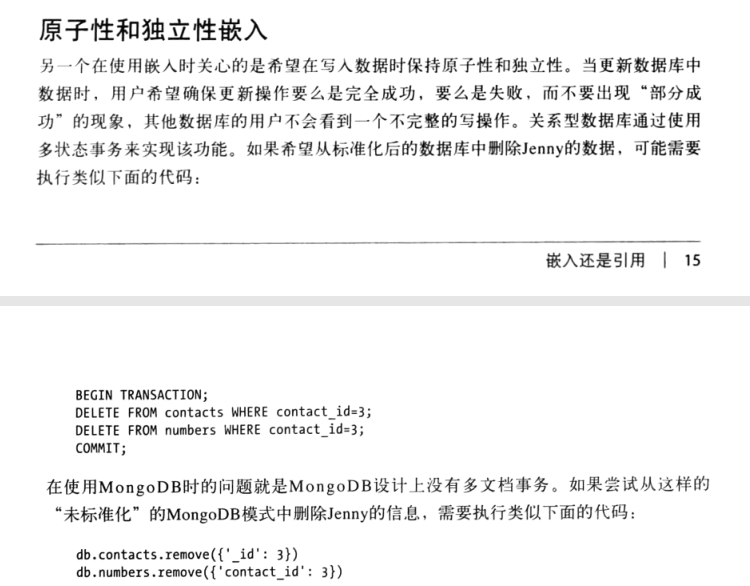 原子性和独立性嵌入
另一个在使用嵌入时关心的是希望在写入数据时保持原子性和独立性。当更新数据库中
数据时，用户希望确保更新操作要么是完全成功，要么是失败，而不要出现“部分成
功”的现象，其他数据库的用户不会看到一个不完整的写操作。关系型数据库通过使用
多状态事务来实现该功能。如果希望从标准化后的数据库中删除Jenny的数据，可能需要
执行类似下面的代码：
嵌入还是引用 | 15
BEGIN TRANSACTION;
DELETE FROM contacts WHERE contact_id=3;
DELETE FROM numbers WHERE contact_id=3;
COMMIT;
在使用MongoDB时的问题就是MongoDB设计上没有多文档事务。如果尝试从这样的
“未标准化”的MongoDB模式中删除Jenny的信息，需要执行类似下面的代码：
db.contacts.remove({'_id': 3})
db.numbers.remove({'contact_id': 3})